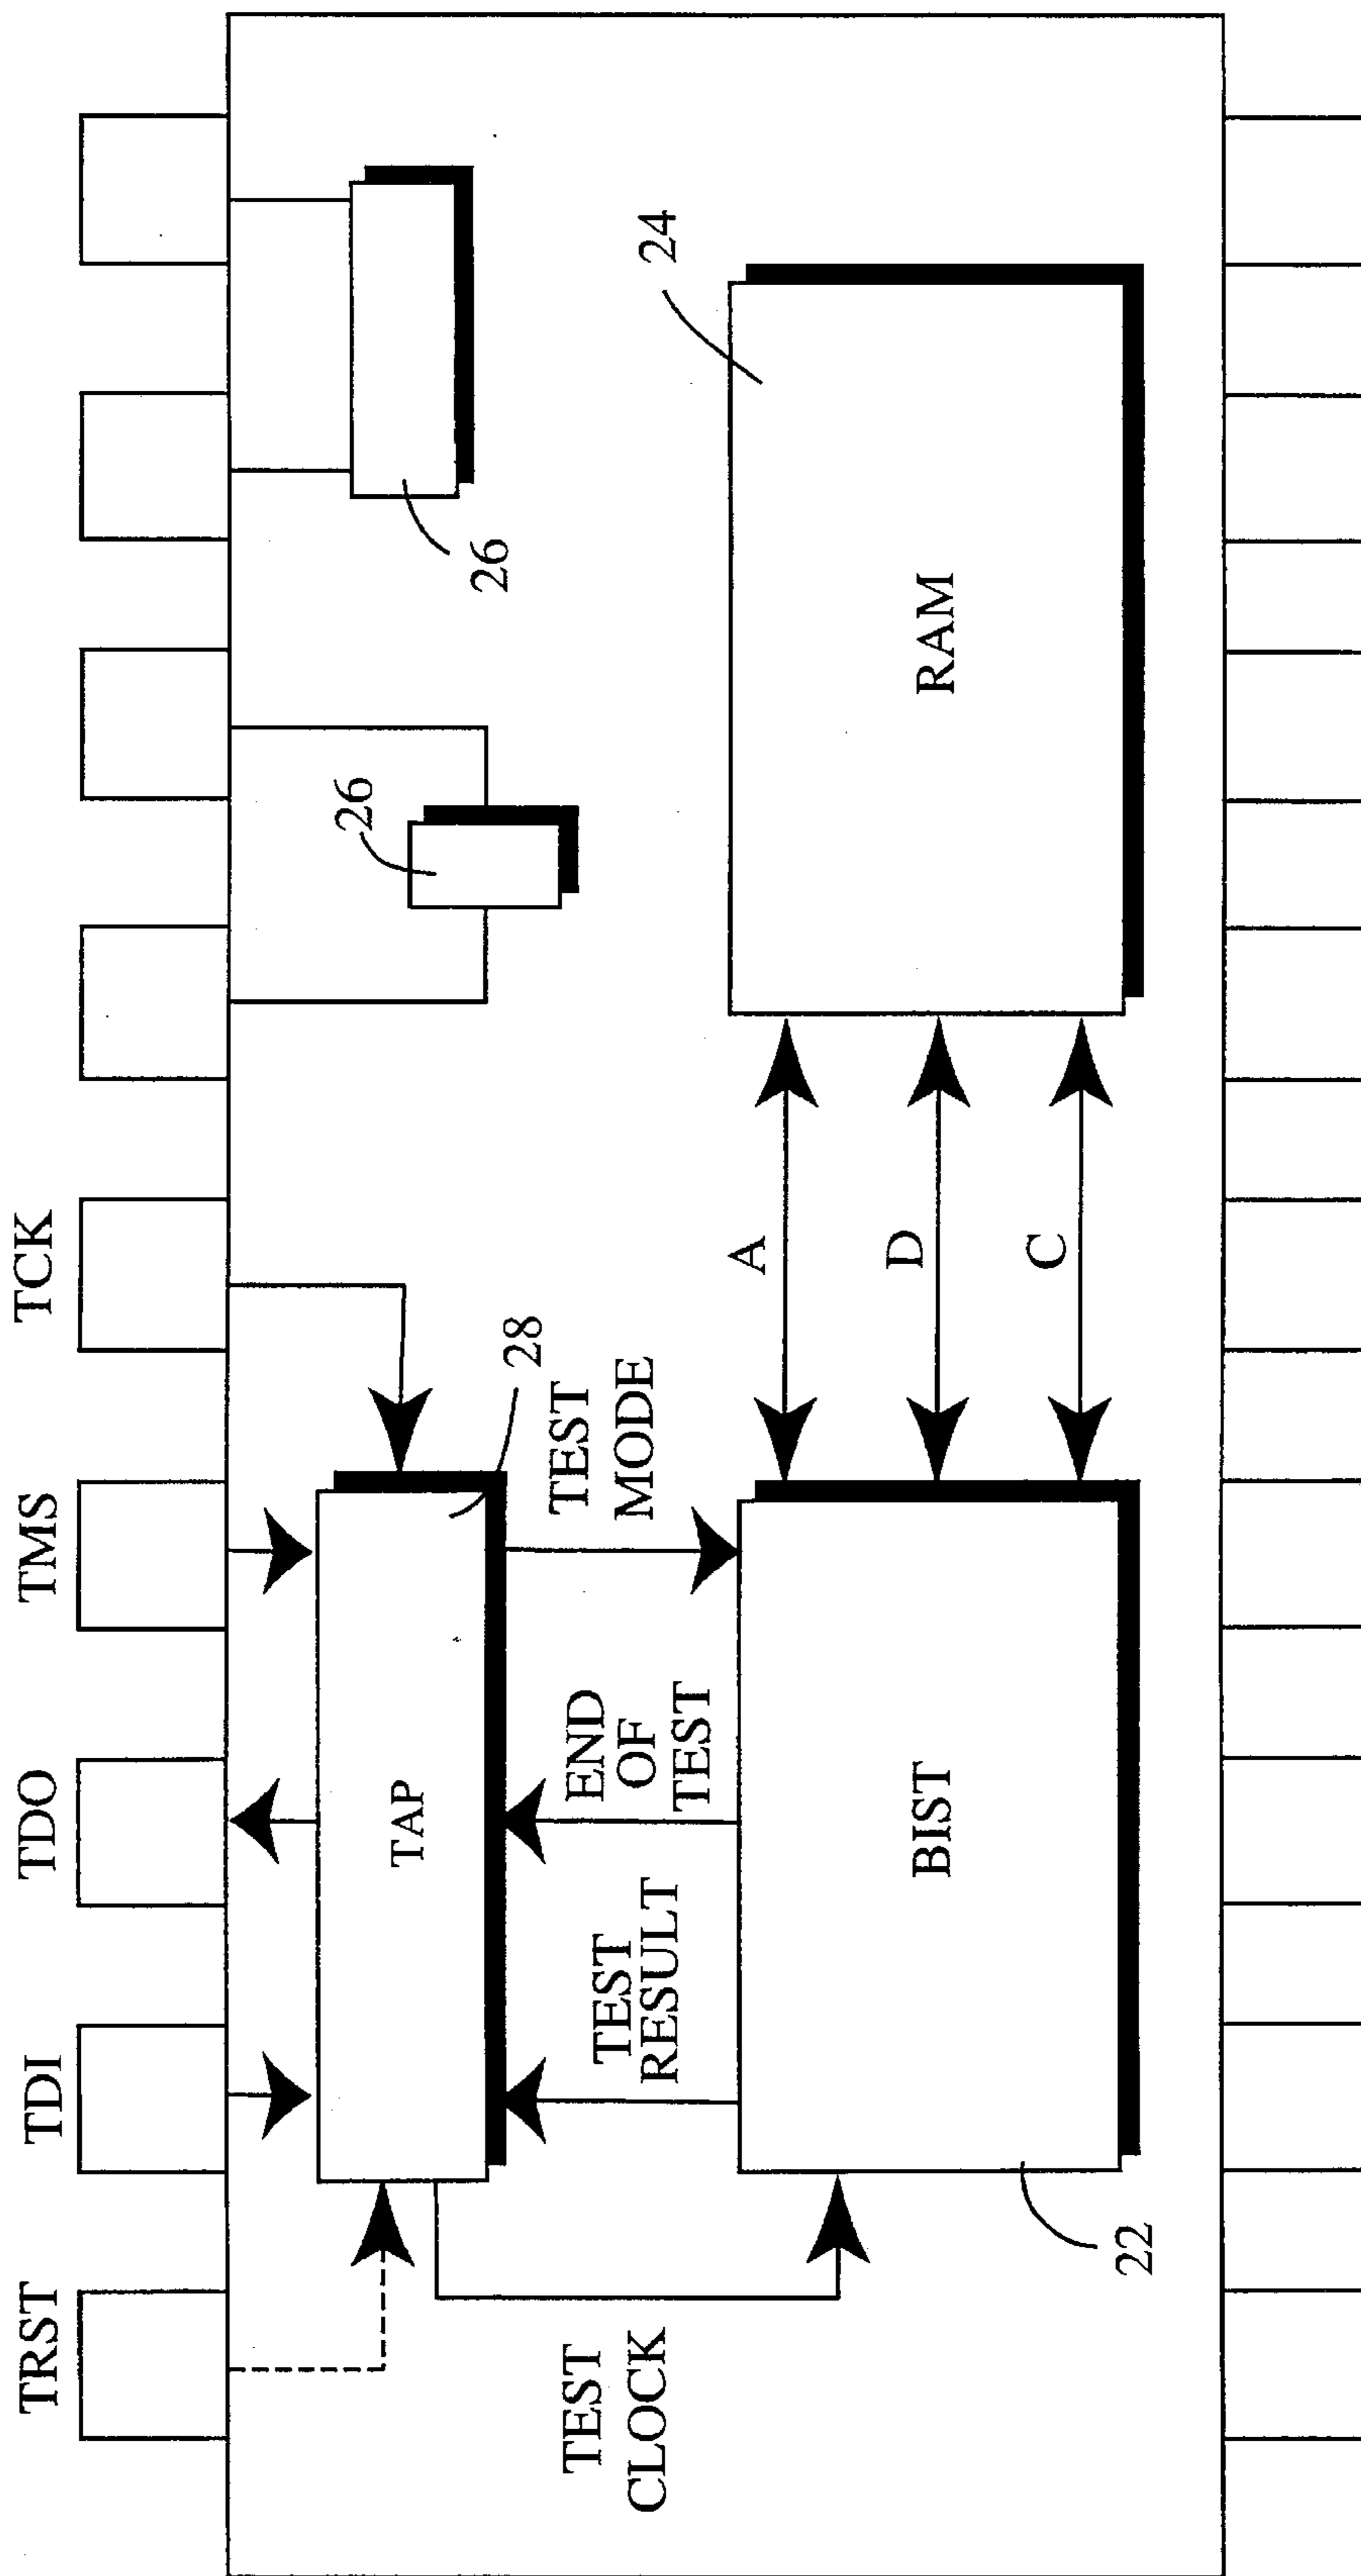 TRST
TDI
TDO
TMS
TCK
26
26
TAP
28
TEST
CLOCK
TEST
RESULT
END
OF
TEST
TEST
MODE
24
A
D
C
BIST
RAM
22